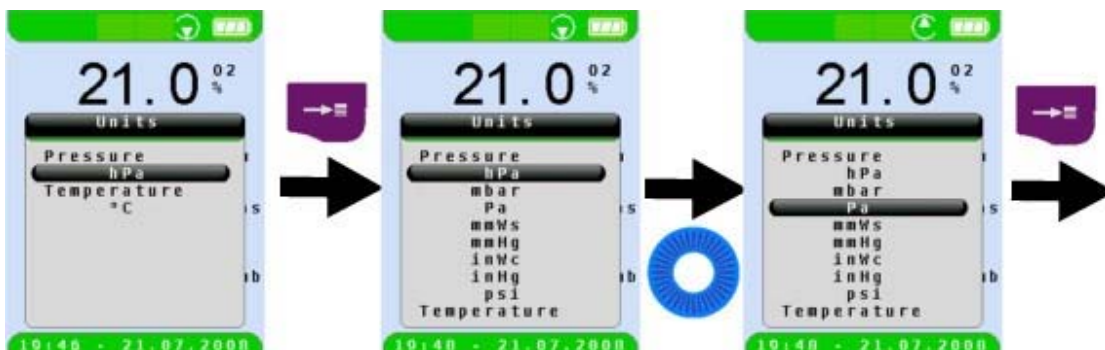 21.0 O2 %
Units
Pressure
hPa
Temperature
°C
s
b
19:46 - 21.07.2008
21.0 O2 %
Units
Pressure
hPa
mbar
Pa
mmWs
mmHg
inWc
inHg
psi
Temperature
s
b
19:40 - 21.07.2008
21.0 O2 %
Units
Pressure
hPa
mbar
Pa
mmWs
mmHg
inWc
inHg
psi
Temperature
s
b
19:40 - 21.07.2008